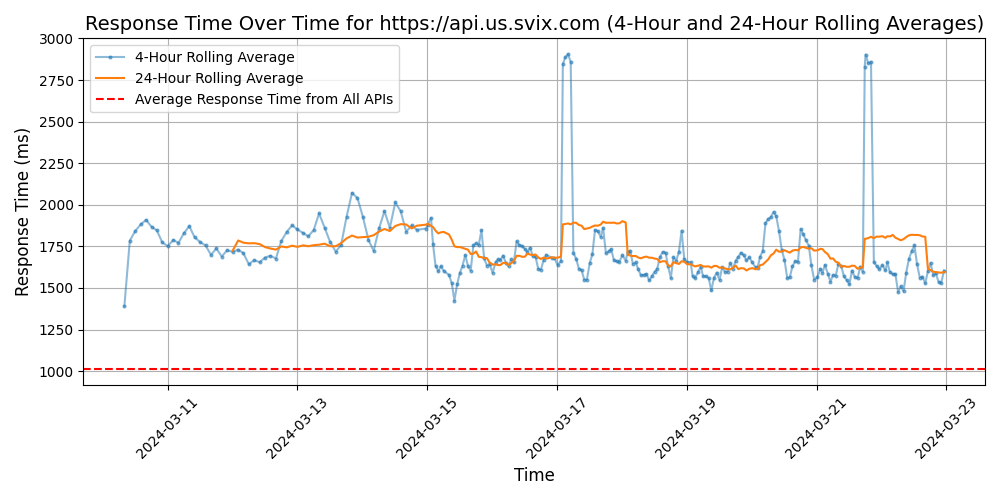 Response Time Over Time for https://api.us.svix.com (4-Hour and 24-Hour Rolling Averages)
4-Hour Rolling Average
24-Hour Rolling Average
Average Response Time from All APIs
Response Time (ms)
3000
2750
2500
2250
2000
1750
1500
1250
1000
2024-03-11
2024-03-13
2024-03-15
2024-03-17
2024-03-19
2024-03-21
2024-03-23
Time